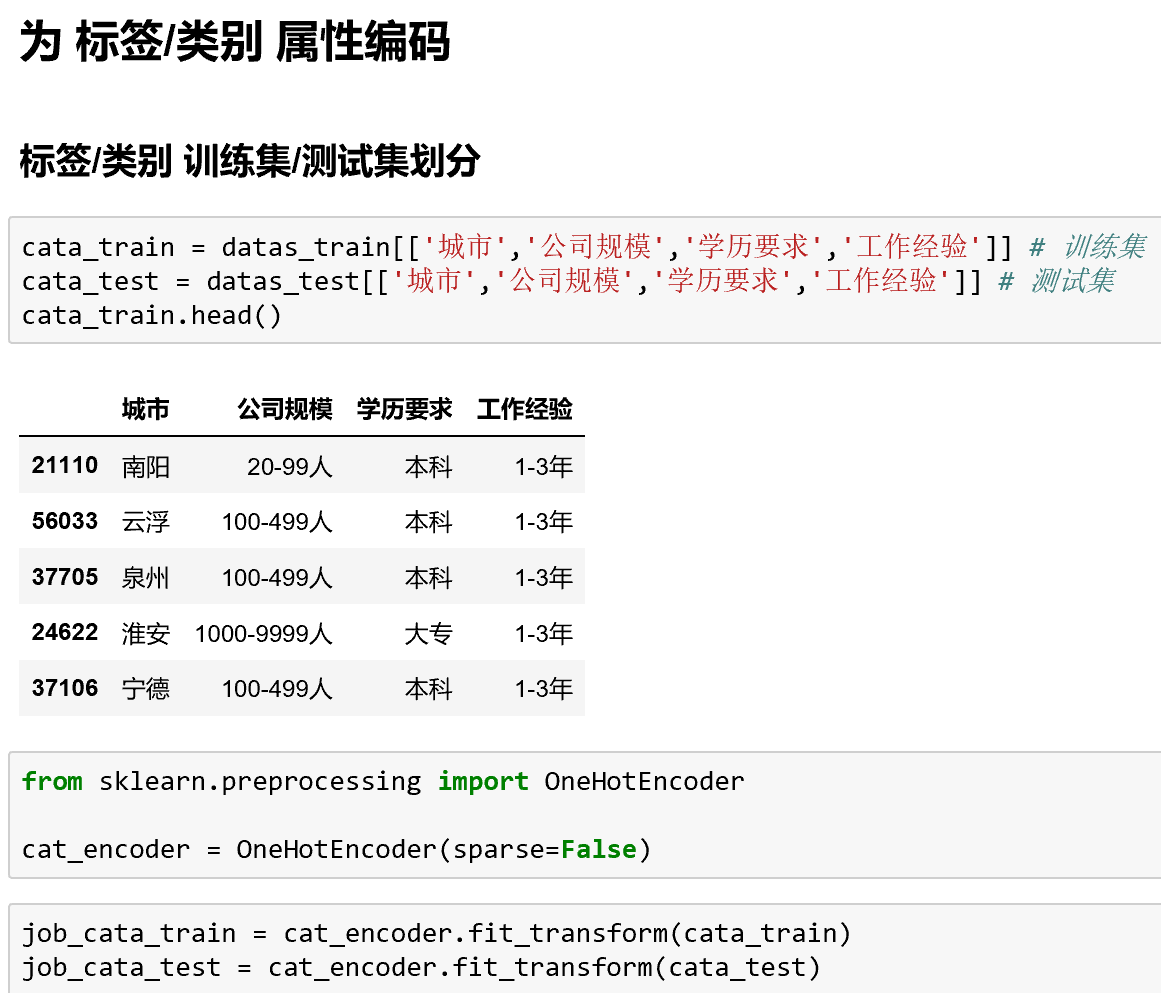 为 标签/类别 属性编码
标签/类别 训练集/测试集划分
cata_train = datas_train[['城市','公司规模','学历要求','工作经验']] # 训练集
cata_test = datas_test[['城市','公司规模','学历要求','工作经验']] # 测试集
cata_train.head()
城市 公司规模 学历要求 工作经验
21110 南阳 20-99人 本科 1-3年
56033 云浮 100-499人 本科 1-3年
37705 泉州 100-499人 本科 1-3年
24622 淮安 1000-9999人 大专 1-3年
37106 宁德 100-499人 本科 1-3年
from sklearn.preprocessing import OneHotEncoder
cat_encoder = OneHotEncoder(sparse=False)
job_cata_train = cat_encoder.fit_transform(cata_train)
job_cata_test = cat_encoder.fit_transform(cata_test)